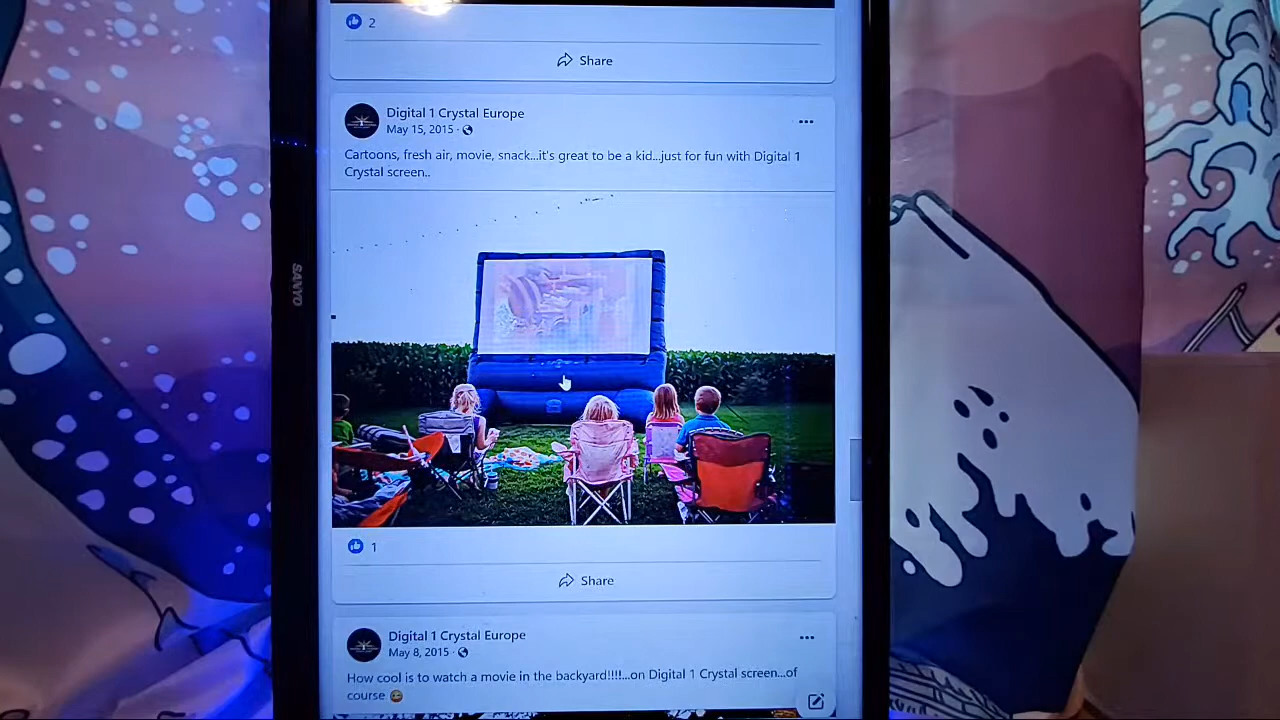 2
Share
Digital 1 Crystal Europe
May 15, 2015 ·
Cartoons, fresh air, movie, snack...it's great to be a kid...just for fun with Digital 1
Crystal screen..
SANYO
1
Share
Digital 1 Crystal Europe
May 8, 2015 ·
How cool is to watch a movie in the backyard!!!!...on Digital 1 Crystal screen...of
course 😄